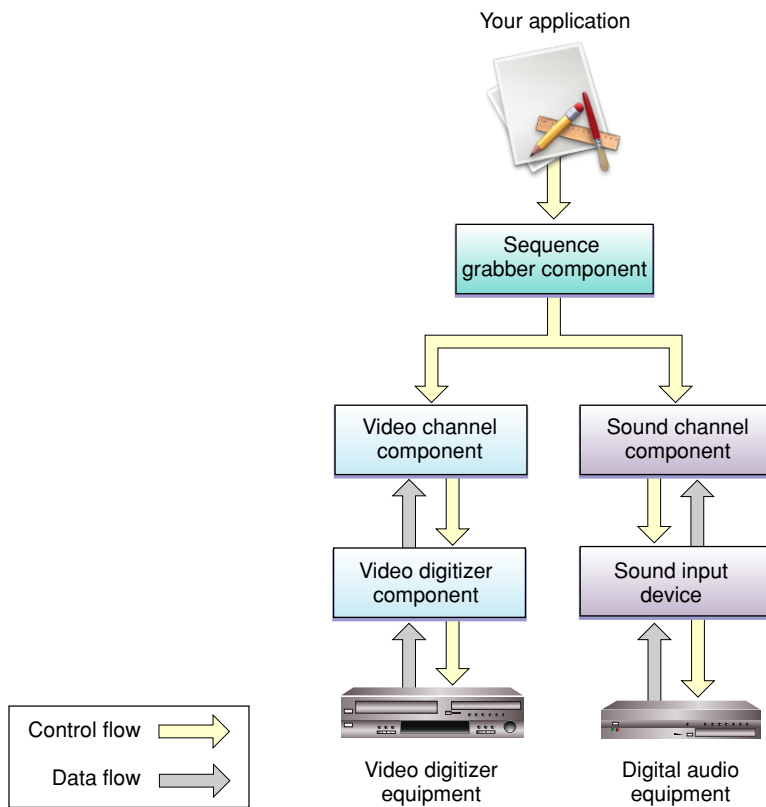 Your application
Sequence
grabber component
Video channel
component
Sound channel
component
Video digitizer
component
Sound input
device
Control flow
Data flow
Video digitizer
equipment
Digital audio
equipment